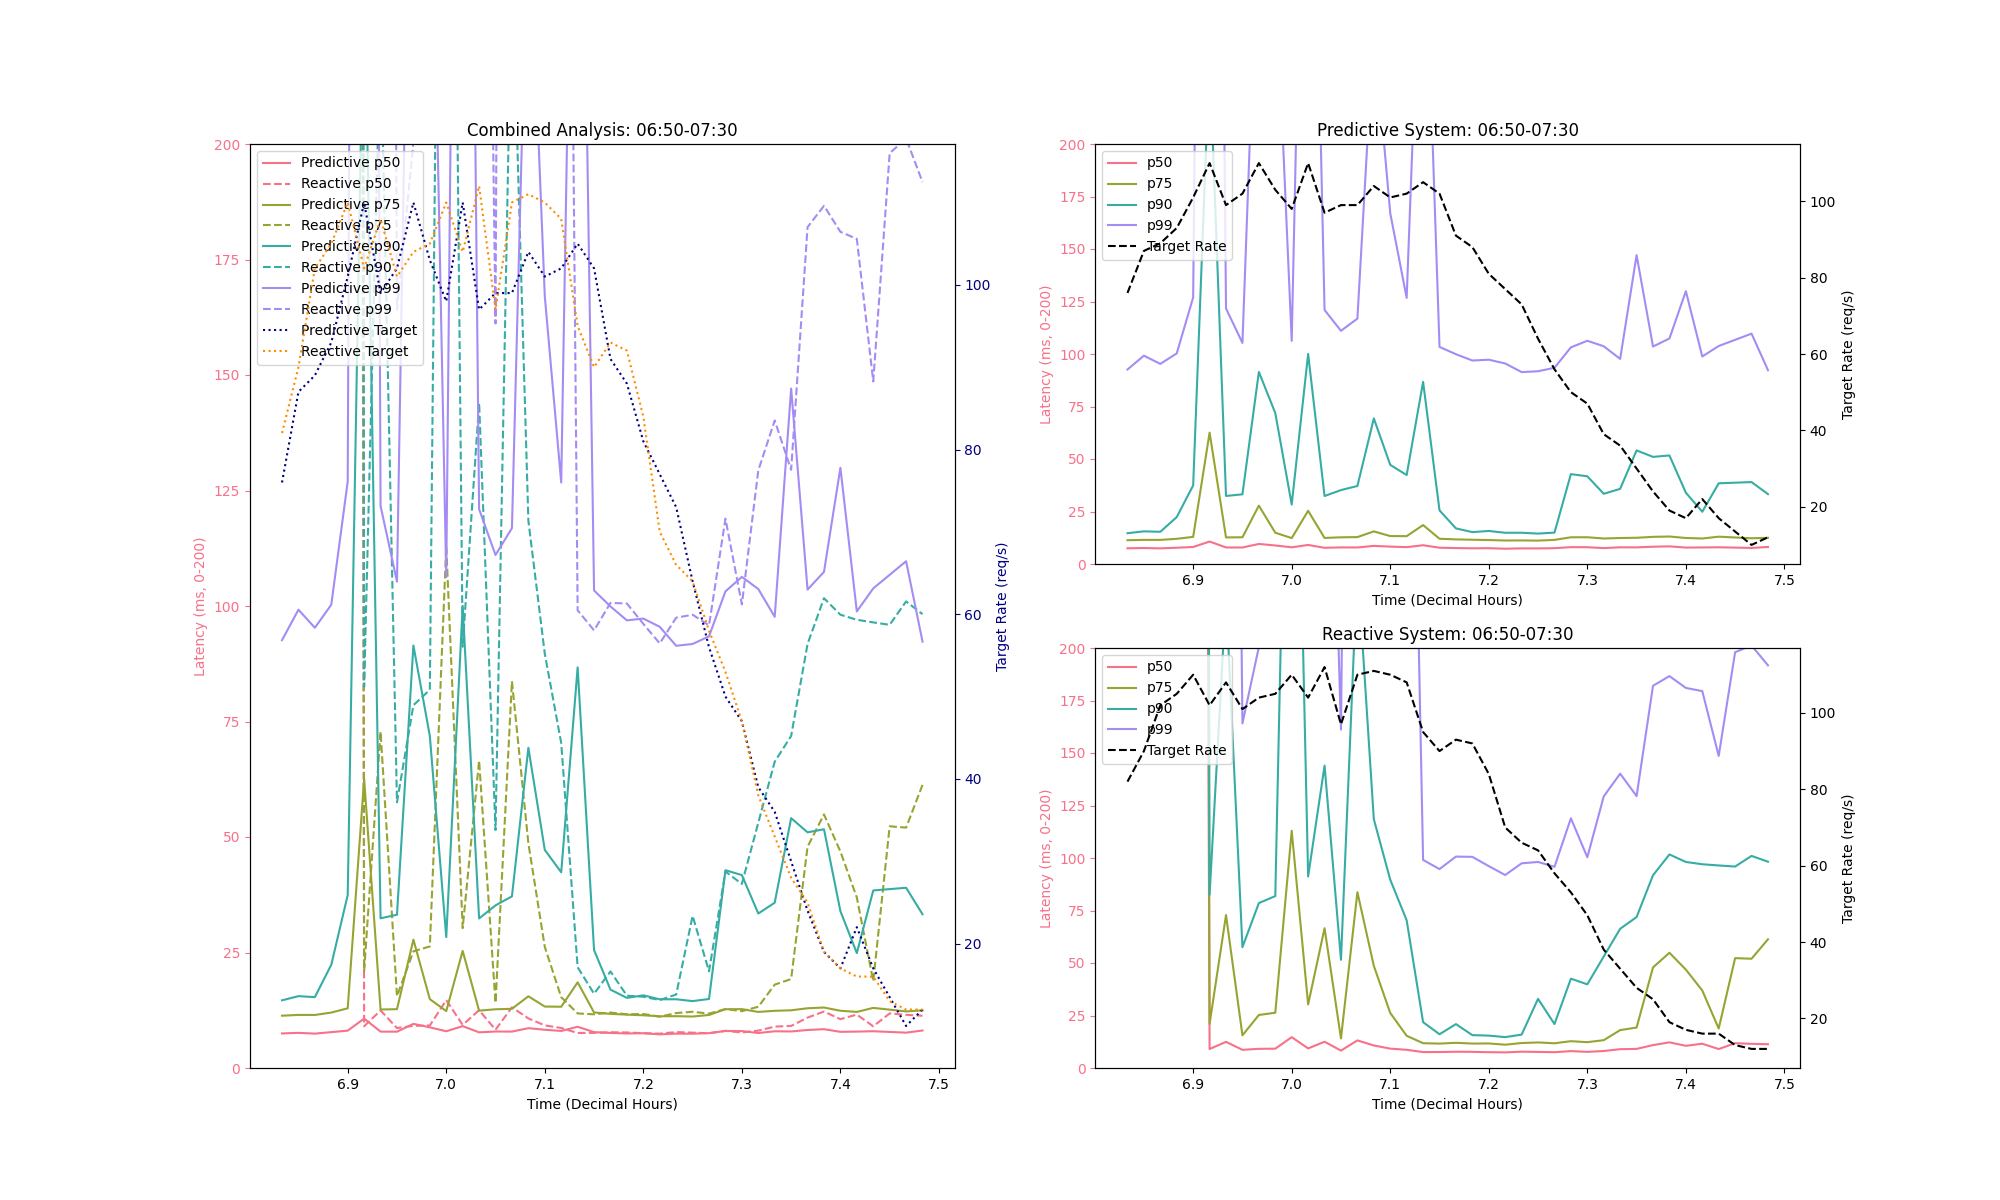 Combined Analysis: 06:50-07:30
200
175
150
125
100
75
50
25
0
Latency (ms, 0-200)
Predictive p50
Reactive p50
Predictive p75
Reactive p75
Predictive p90
Reactive p90
Predictive p99
Reactive p99
Predictive Target
Reactive Target
100
80
60
40
20
Target Rate (req/s)
6.9 7.0 7.1 7.2 7.3 7.4 7.5
Time (Decimal Hours)
Predictive System: 06:50-07:30
200
175
150
125
100
75
50
25
0
Latency (ms, 0-200)
p50
p75
p90
p99
Target Rate
100
80
60
40
20
Target Rate (req/s)
6.9 7.0 7.1 7.2 7.3 7.4 7.5
Time (Decimal Hours)
Reactive System: 06:50-07:30
200
175
150
125
100
75
50
25
0
Latency (ms, 0-200)
p50
p75
p90
p99
Target Rate
100
80
60
40
20
Target Rate (req/s)
6.9 7.0 7.1 7.2 7.3 7.4 7.5
Time (Decimal Hours)